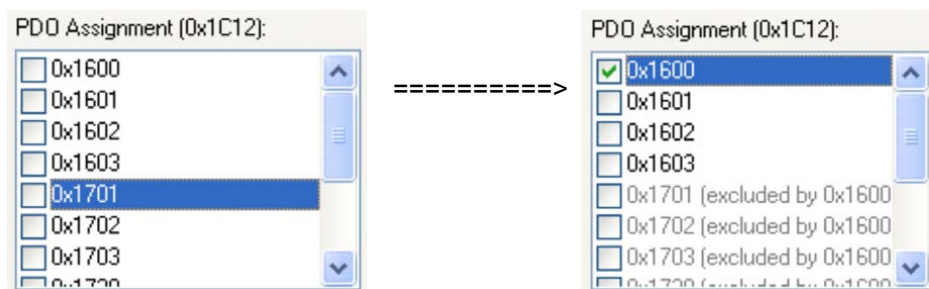 PDO Assignment (0x1C12):
0x1600
0x1601
0x1602
0x1603
0x1701
0x1702
0x1703
==========>
PDO Assignment (0x1C12):
0x1600
0x1601
0x1602
0x1603
0x1701 (excluded by 0x1600
0x1702 (excluded by 0x1600
0x1703 (excluded by 0x1600